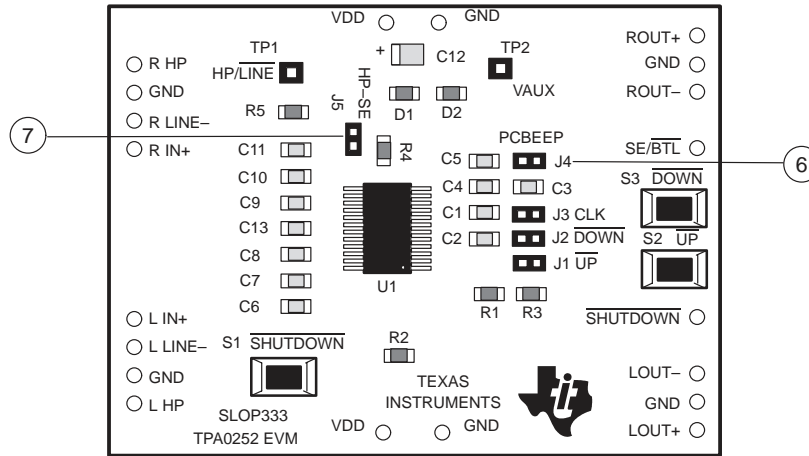 VDD
GND
TP1
HP/LINE
+
C12
TP2
VAUX
ROUT+
GND
ROUT–
R HP
GND
R LINE–
R IN+
R5
J5
HP–SE
D1
D2
7
R4
PCBEEP
J4
6
SE/BTL
S3 DOWN
C11
C10
C9
C13
C8
C7
C6
C5
C4
C3
C1
C2
J3 CLK
J2 DOWN
J1 UP
S2 UP
U1
R1
R3
L IN+
L LINE–
GND
L HP
S1 SHUTDOWN
R2
SHUTDOWN
TEXAS
INSTRUMENTS
LOUT–
GND
LOUT+
SLOP333
TPA0252 EVM
VDD
GND